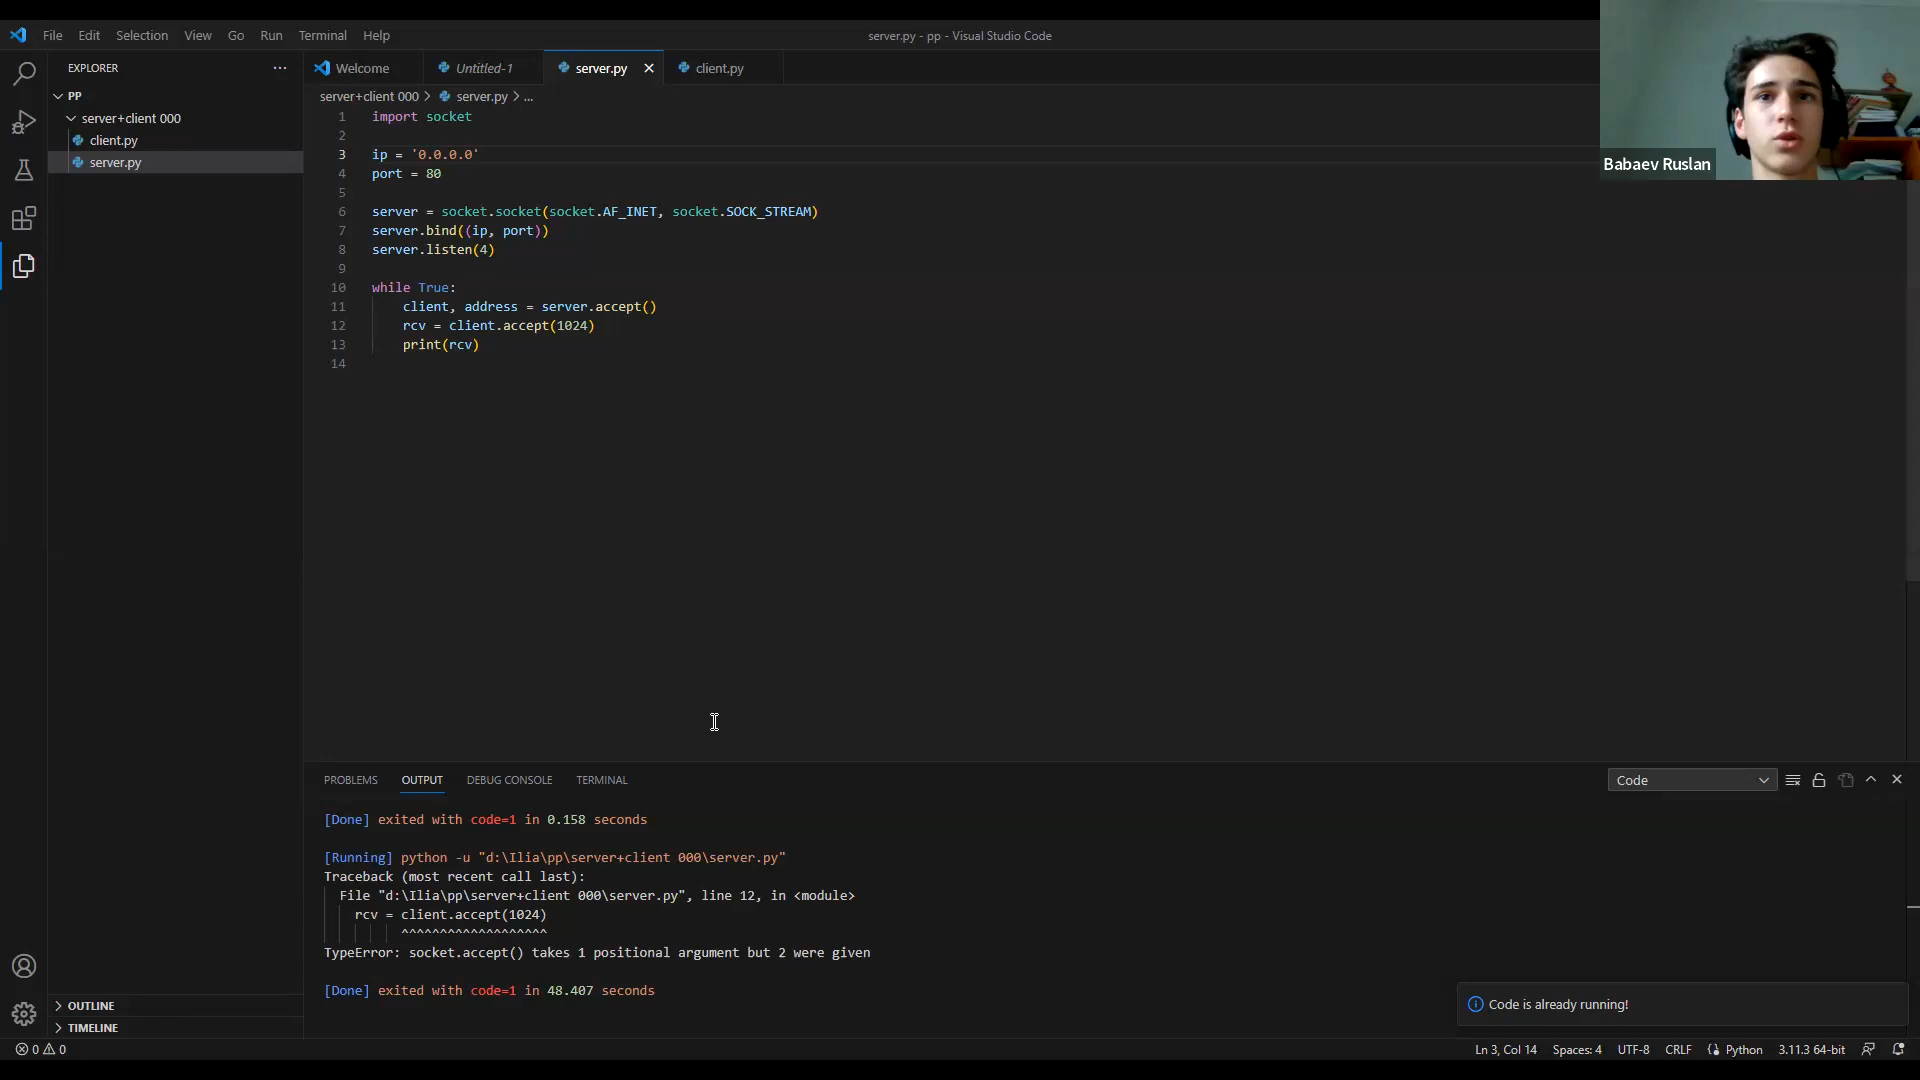 File Edit Selection View Go Run Terminal Help
server.py - pp - Visual Studio Code
EXPLORER
Welcome
Untitled-1
server.py
client.py
PP
server+client 000 > server.py > ...
server+client 000
client.py
server.py
1 import socket
2
3 ip = '0.0.0.0'
4 port = 80
5
6 server = socket.socket(socket.AF_INET, socket.SOCK_STREAM)
7 server.bind((ip, port))
8 server.listen(4)
9
10 while True:
11 client, address = server.accept()
12 rcv = client.accept(1024)
13 print(rcv)
14
Babaev Ruslan
PROBLEMS OUTPUT DEBUG CONSOLE TERMINAL
Code
[Done] exited with code=1 in 0.158 seconds
[Running] python -u "d:\Ilia\pp\server+client 000\server.py"
Traceback (most recent call last):
File "d:\Ilia\pp\server+client 000\server.py", line 12, in <module>
rcv = client.accept(1024)
^^^^^^^^^^^^^^^^^^^
TypeError: socket.accept() takes 1 positional argument but 2 were given
[Done] exited with code=1 in 48.407 seconds
Code is already running!
OUTLINE
TIMELINE
0 0
Ln 3, Col 14 Spaces: 4 UTF-8 CRLF Python 3.11.3 64-bit